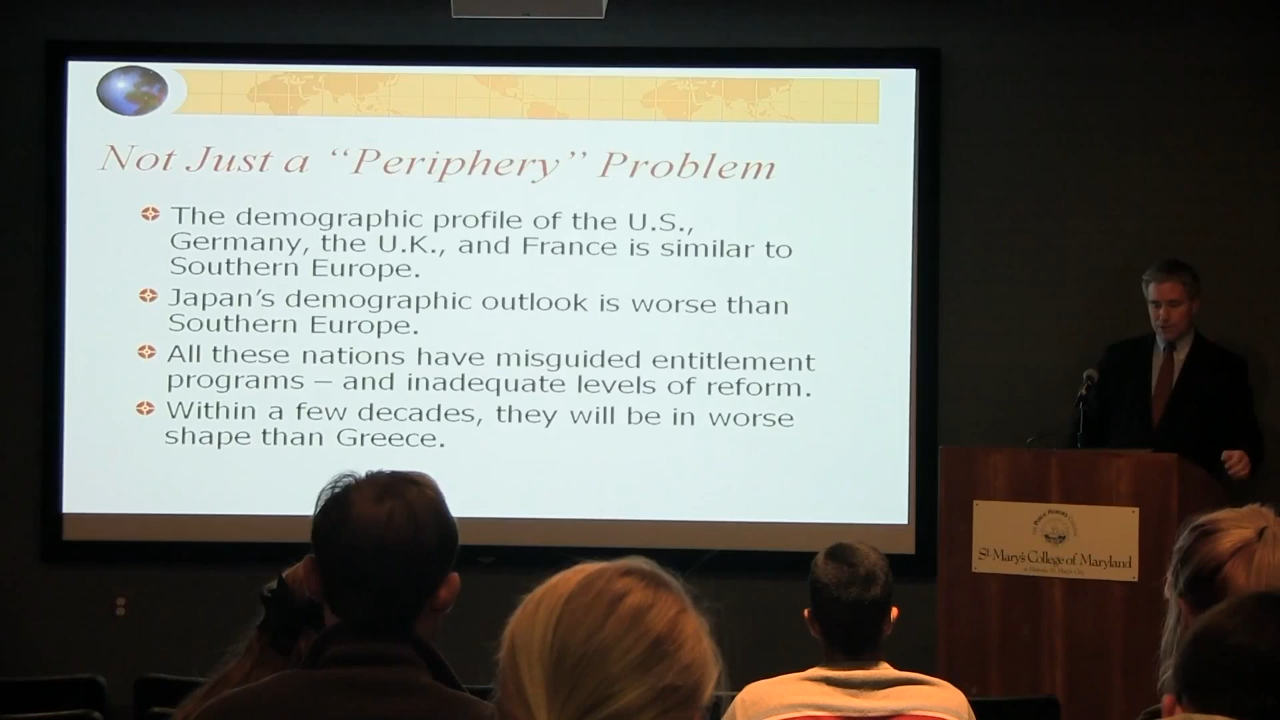 Not Just a “Periphery” Problem
The demographic profile of the U.S.,
Germany, the U.K., and France is similar to
Southern Europe.
Japan’s demographic outlook is worse than
Southern Europe.
All these nations have misguided entitlement
programs – and inadequate levels of reform.
Within a few decades, they will be in worse
shape than Greece.
St. Mary's College of Maryland